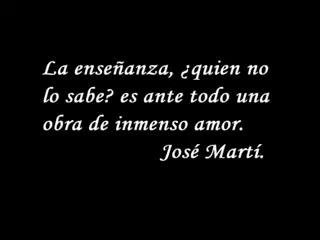 La enseñanza, ¿quien no
lo sabe? es ante todo una
obra de inmenso amor.
José Martí.